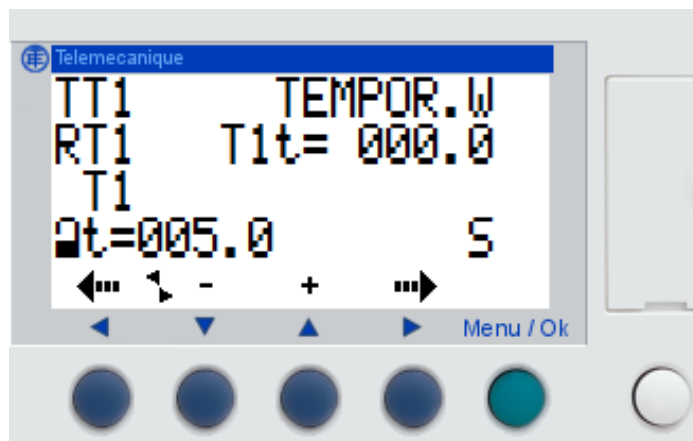 Telemecanique
TT1 TEMPOR.W
RT1 T1t= 000.0
T1
t=005.0 S
- +
Menu / Ok